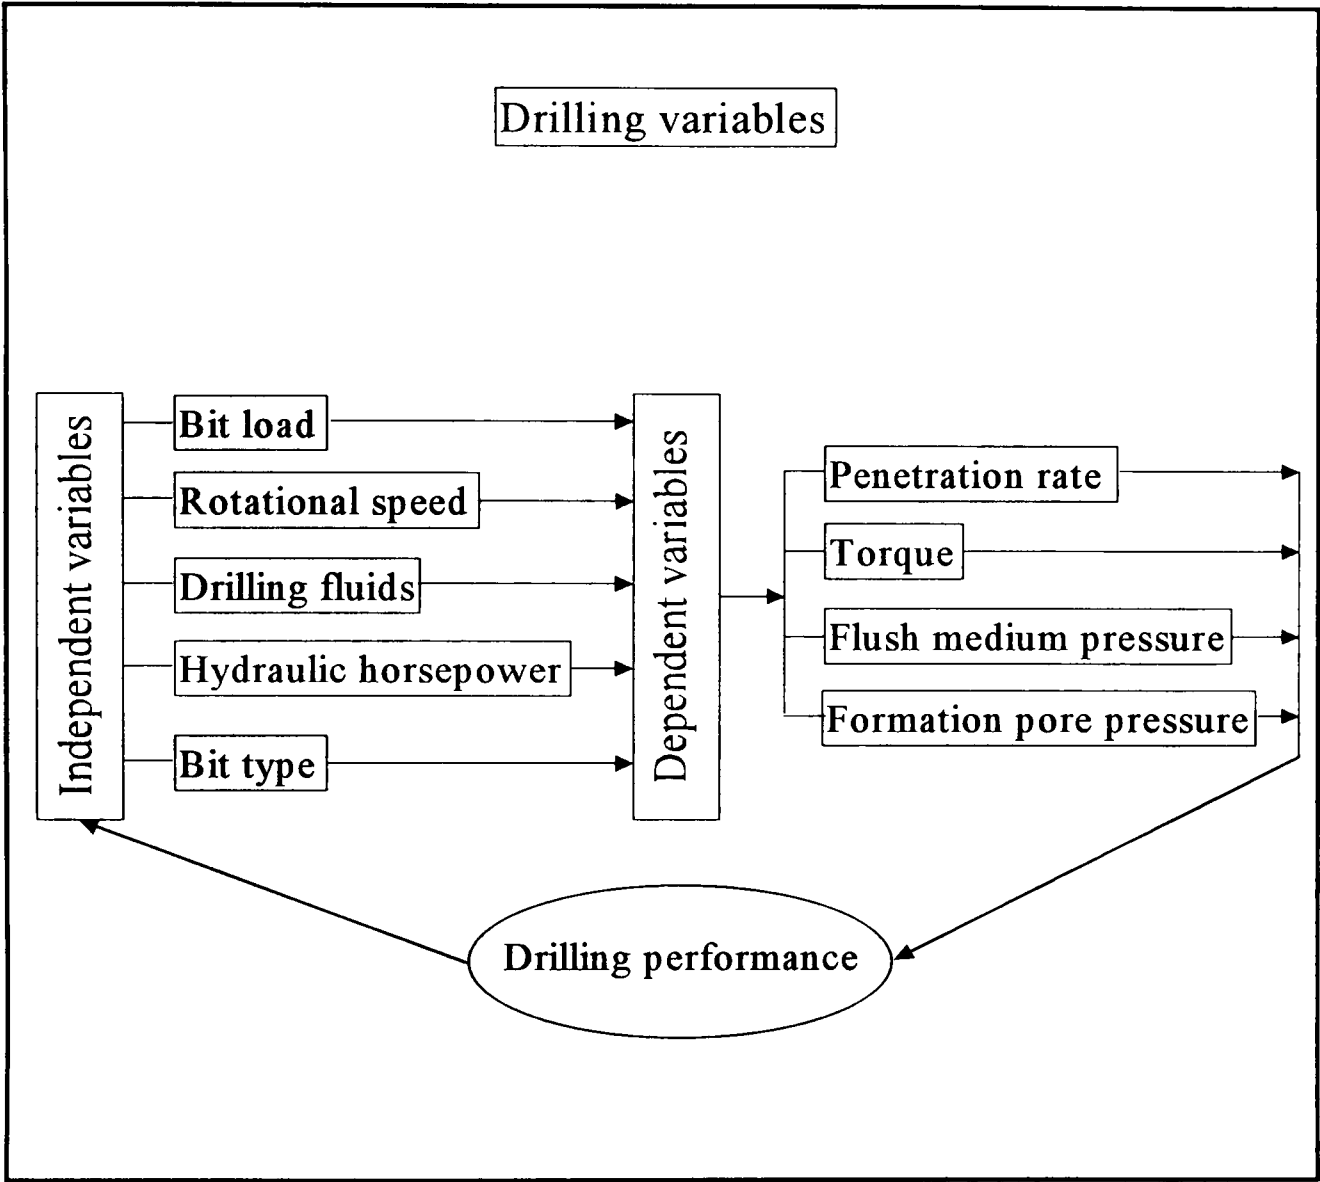 Drilling variables
Independent variables
Bit load
Rotational speed
Drilling fluids
Hydraulic horsepower
Bit type
Dependent variables
Penetration rate
Torque
Flush medium pressure
Formation pore pressure
Drilling performance